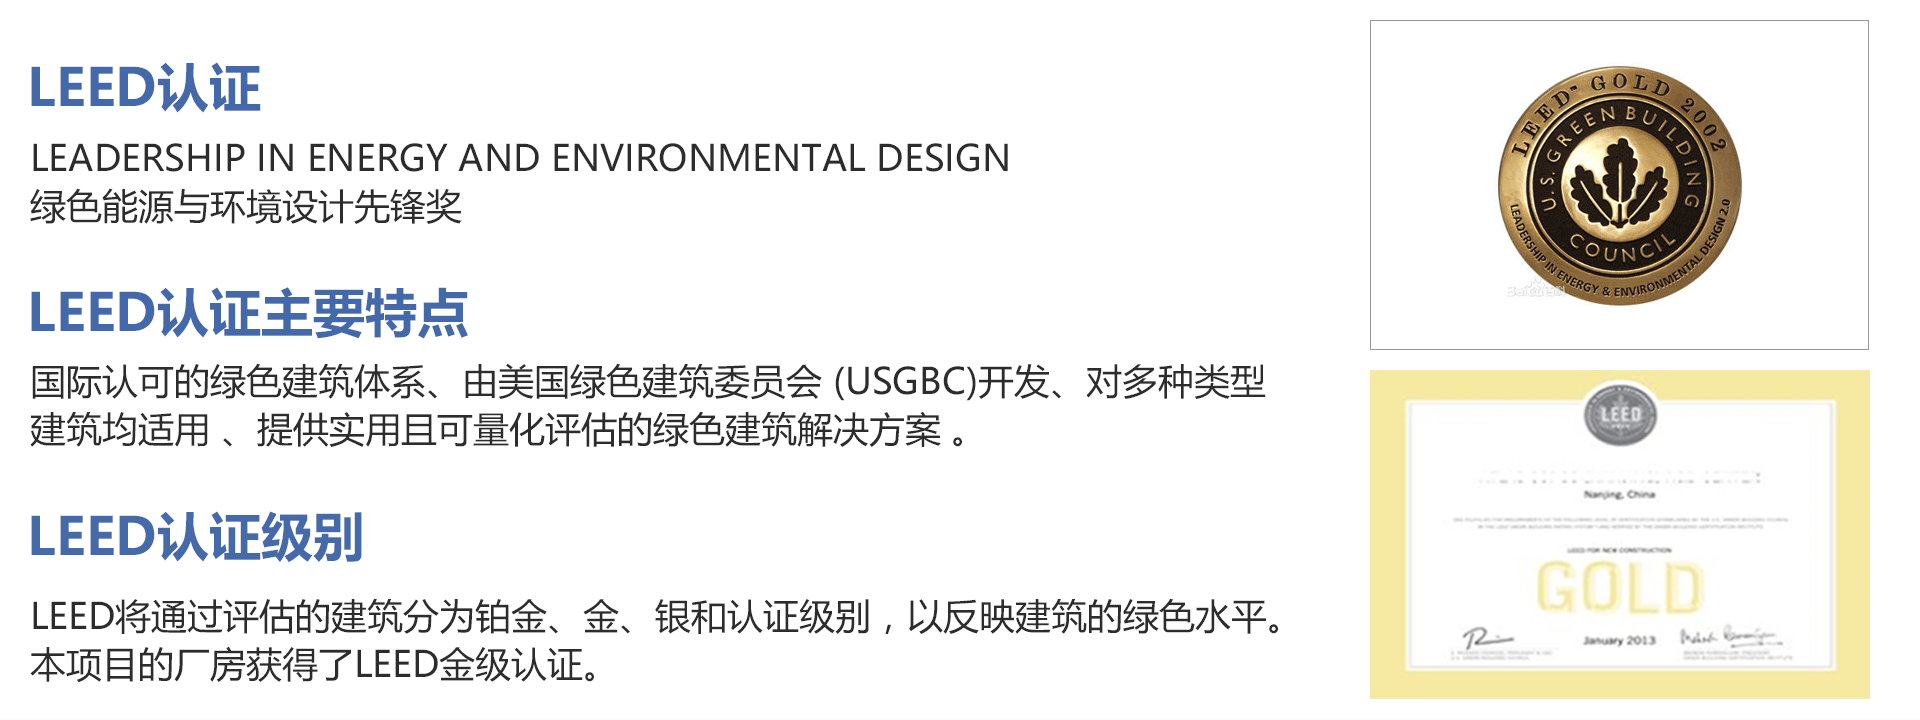 LEED认证
LEADERSHIP IN ENERGY AND ENVIRONMENTAL DESIGN
绿色能源与环境设计先锋奖
LEED认证主要特点
国际认可的绿色建筑体系、由美国绿色建筑委员会 (USGBC)开发、对多种类型
建筑均适用 、提供实用且可量化评估的绿色建筑解决方案 。
LEED认证级别
LEED将通过评估的建筑分为铂金、金、银和认证级别，以反映建筑的绿色水平。
本项目的厂房获得了LEED金级认证。
LEED™ GOLD 2002
U.S. GREEN BUILDING
COUNCIL
LEADERSHIP IN ENERGY & ENVIRONMENTAL DESIGN 2.0
LEED
Nanjing, China
LEED FOR NEW CONSTRUCTION
GOLD
January 2013